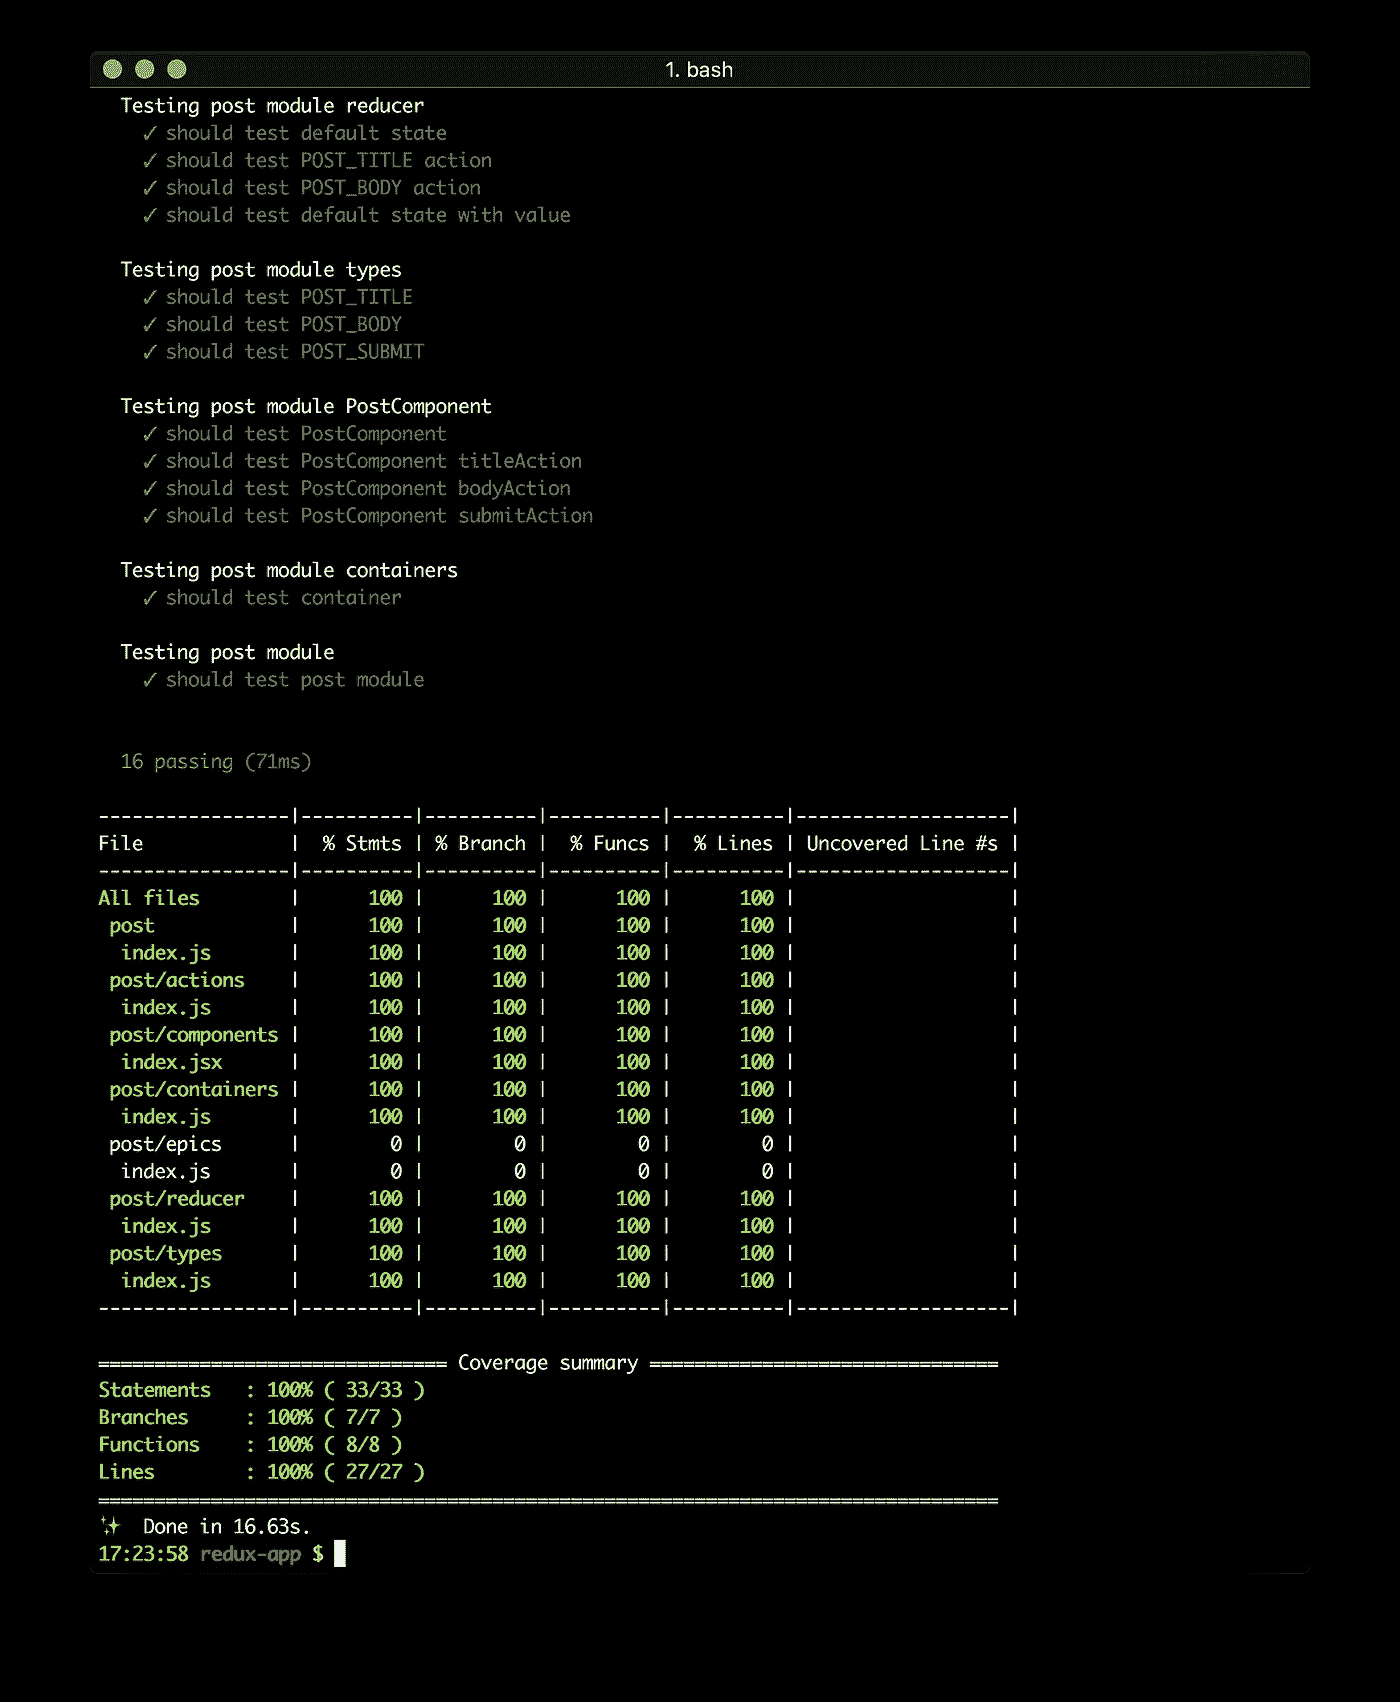 1. bash
Testing post module reducer
✓ should test default state
✓ should test POST_TITLE action
✓ should test POST_BODY action
✓ should test default state with value
Testing post module types
✓ should test POST_TITLE
✓ should test POST_BODY
✓ should test POST_SUBMIT
Testing post module PostComponent
✓ should test PostComponent
✓ should test PostComponent titleAction
✓ should test PostComponent bodyAction
✓ should test PostComponent submitAction
Testing post module containers
✓ should test container
Testing post module
✓ should test post module
16 passing (71ms)
-----------------|----------|----------|----------|----------|-------------------|
File             |  % Stmts | % Branch |  % Funcs |  % Lines | Uncovered Line #s |
-----------------|----------|----------|----------|----------|-------------------|
All files        |      100 |      100 |      100 |      100 |                   |
 post            |      100 |      100 |      100 |      100 |                   |
  index.js       |      100 |      100 |      100 |      100 |                   |
 post/actions    |      100 |      100 |      100 |      100 |                   |
  index.js       |      100 |      100 |      100 |      100 |                   |
 post/components |      100 |      100 |      100 |      100 |                   |
  index.jsx      |      100 |      100 |      100 |      100 |                   |
 post/containers |      100 |      100 |      100 |      100 |                   |
  index.js       |      100 |      100 |      100 |      100 |                   |
 post/epics      |        0 |        0 |        0 |        0 |                   |
  index.js       |        0 |        0 |        0 |        0 |                   |
 post/reducer    |      100 |      100 |      100 |      100 |                   |
  index.js       |      100 |      100 |      100 |      100 |                   |
 post/types      |      100 |      100 |      100 |      100 |                   |
  index.js       |      100 |      100 |      100 |      100 |                   |
-----------------|----------|----------|----------|----------|-------------------|
=============================== Coverage summary ===============================
Statements   : 100% ( 33/33 )
Branches     : 100% ( 7/7 )
Functions    : 100% ( 8/8 )
Lines        : 100% ( 27/27 )
================================================================================
✨  Done in 16.63s.
17:23:58 redux-app $